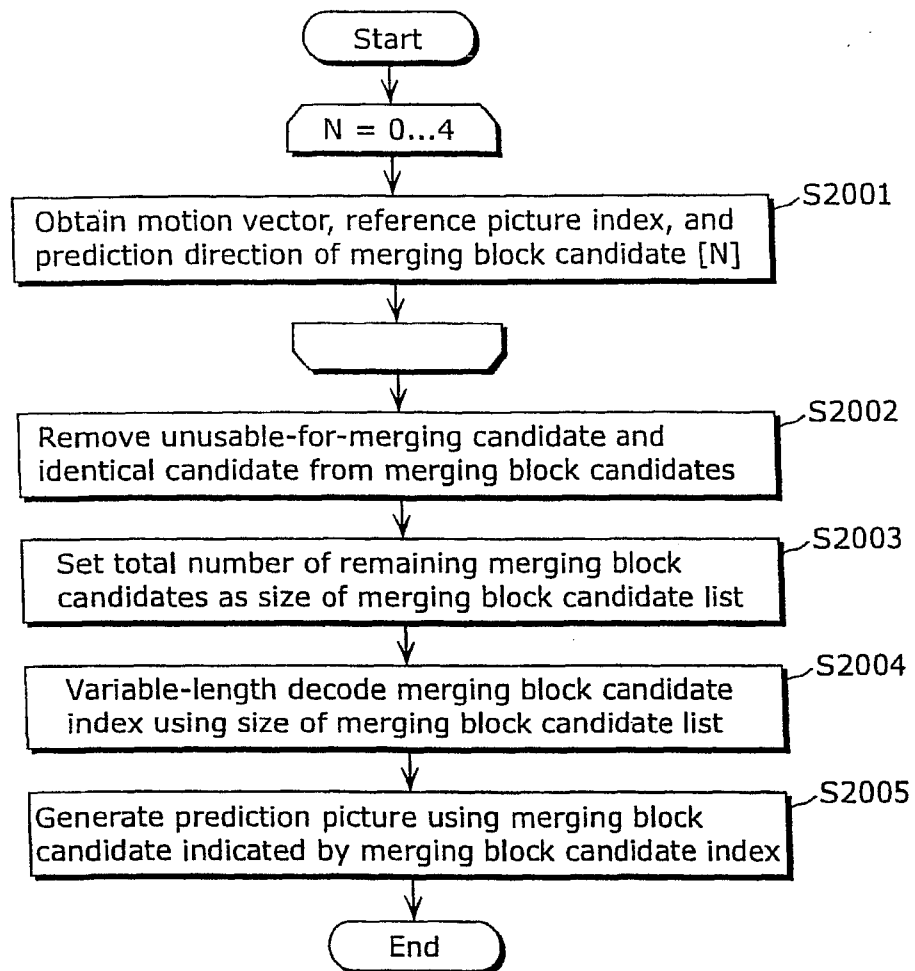 Start
N = 0...4
S2001
Obtain motion vector, reference picture index, and
prediction direction of merging block candidate [N]
S2002
Remove unusable-for-merging candidate and
identical candidate from merging block candidates
S2003
Set total number of remaining merging block
candidates as size of merging block candidate list
S2004
Variable-length decode merging block candidate
index using size of merging block candidate list
S2005
Generate prediction picture using merging block
candidate indicated by merging block candidate index
End